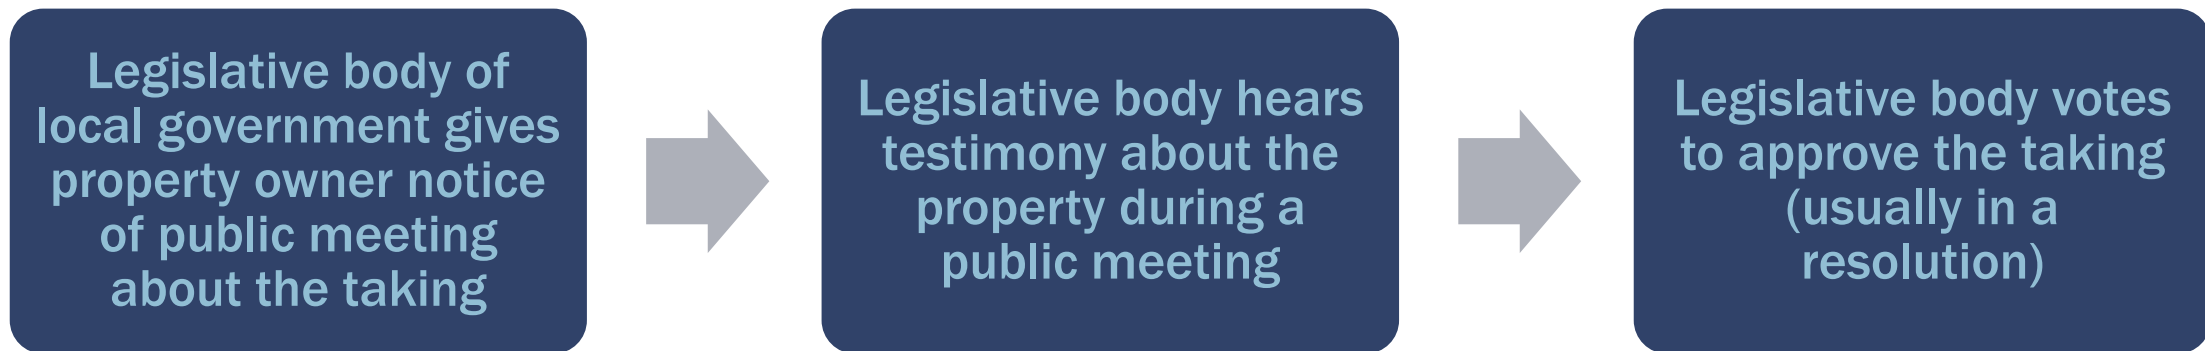 Legislative body of
local government gives
property owner notice
of public meeting
about the taking
Legislative body hears
testimony about the
property during a
public meeting
Legislative body votes
to approve the taking
(usually in a
resolution)